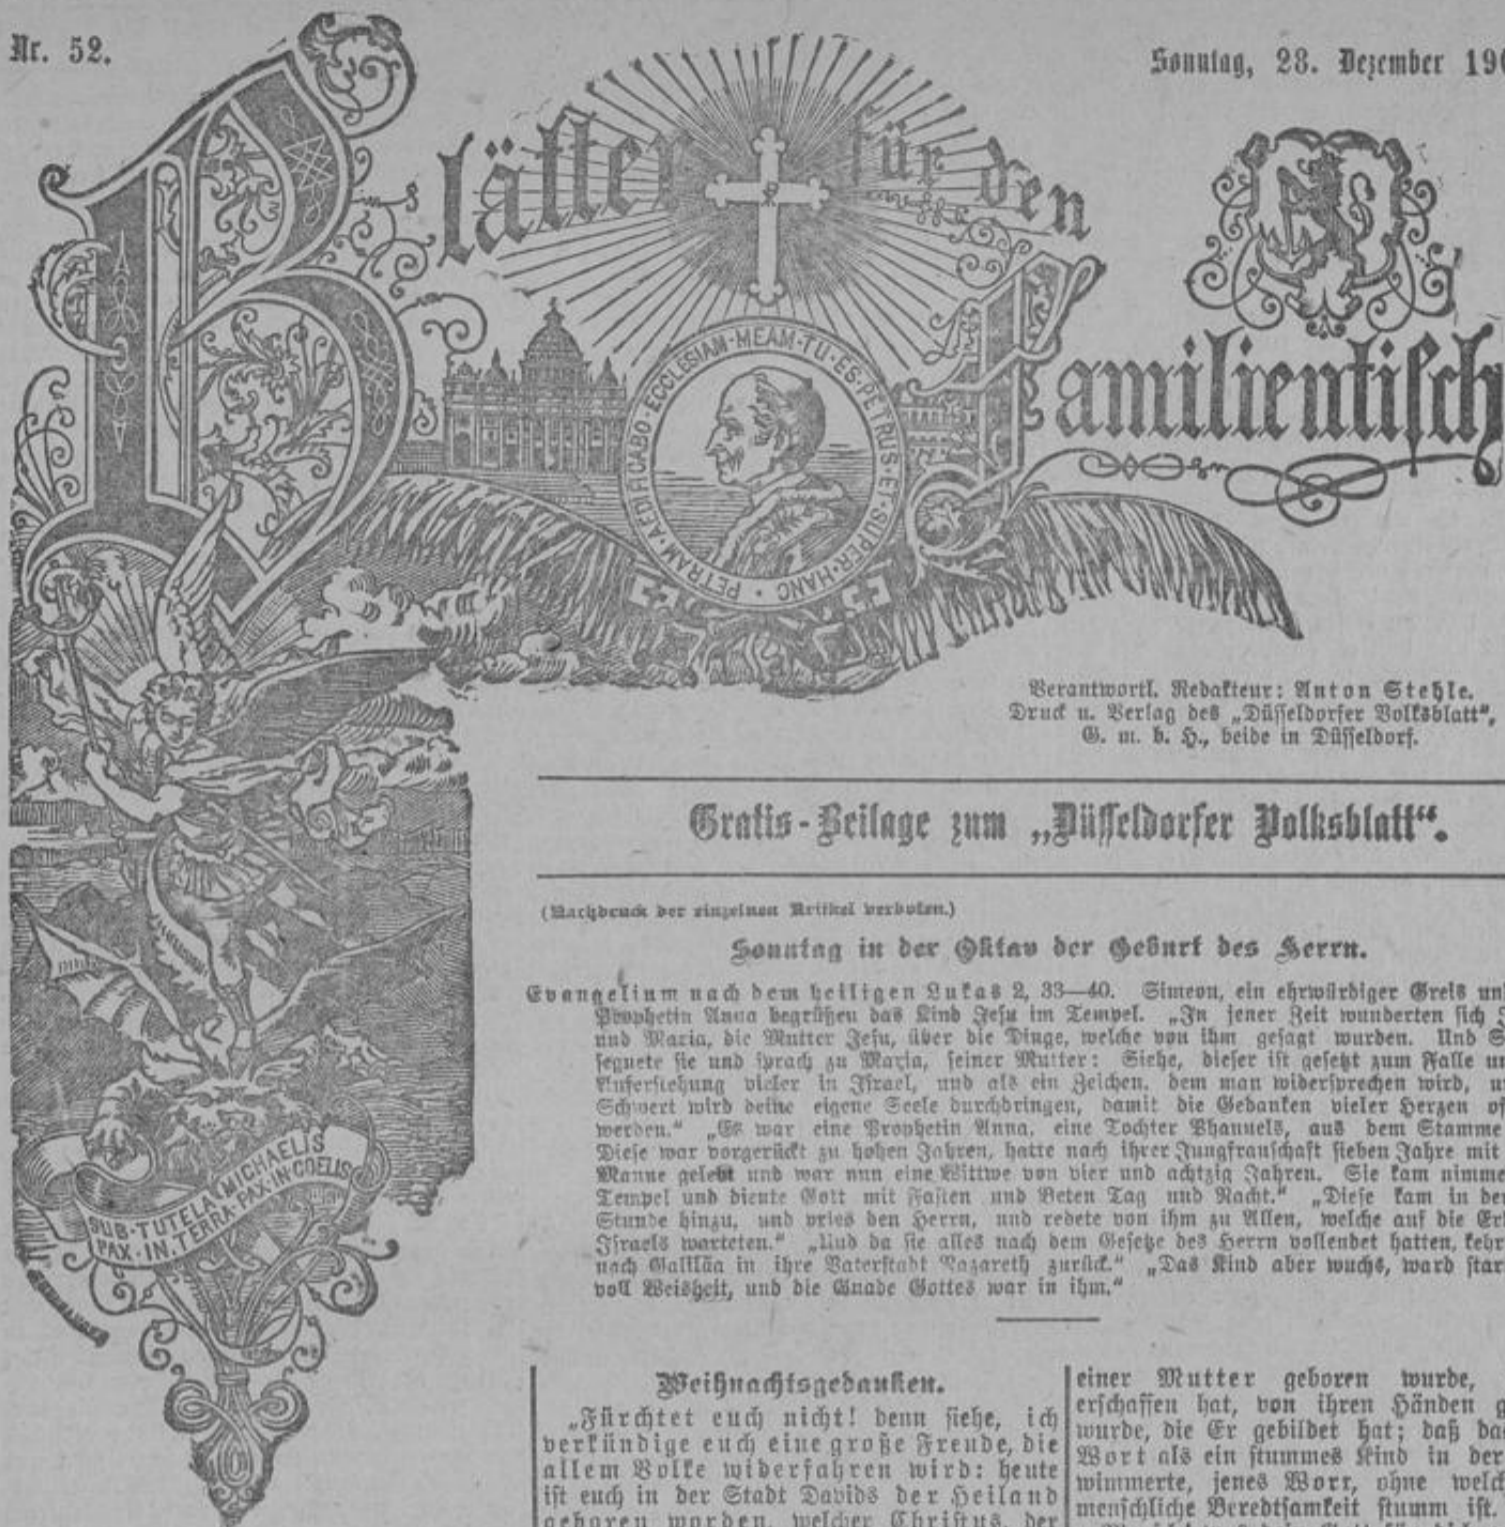 Nr. 52.
Sonntag, 28. Dezember
Blätter für den
Familientisch
PETRAM · AEDIFICABO · ECCLESIAM · MEAM · TU · ES · PETRUS · ET · SUPER · HANC
Verantwortl. Redakteur: Anton Stehle.
Druck u. Verlag des „Düsseldorfer Volksblatt“,
G. m. b. H., beide in Düsseldorf.
Gratis-Beilage zum „Düsseldorfer Volksblatt“.
SUB · TUTELA MICHAELIS
PAX · IN · TERRA · PAX · IN · COELIS
(Nachdruck der einzelnen Artikel verboten.)
Sonntag in der Oktav der Geburt des Herrn.
Evangelium nach dem heiligen Lukas 2, 33—40. Simeon, ein ehrwürdiger Greis
Prophetin Anna begrüßen das Kind Jesu im Tempel. „In jener Zeit wunderten sich
und Maria, die Mutter Jesu, über die Dinge, welche von ihm gesagt wurden. Und
segnete sie und sprach zu Maria, seiner Mutter: Siehe, dieser ist gesetzt zum Falle
Auferstehung vieler in Israel, und als ein Zeichen, dem man widersprechen wird,
Schwert wird deine eigene Seele durchdringen, damit die Gedanken vieler Herzen
werden.“ „Es war eine Prophetin Anna, eine Tochter Phanuels, aus dem Stamme
Diese war vorgerückt zu hohen Jahren, hatte nach ihrer Jungfrauschaft sieben Jahre mit
Manne gelebt und war nun eine Wittwe von vier und achtzig Jahren. Sie kam
Tempel und diente Gott mit Fasten und Beten Tag und Nacht.“ „Diese kam in
Stunde hinzu, und pries den Herrn, und redete von ihm zu Allen, welche auf die
Israels warteten.“ „Und da sie alles nach dem Gesetze des Herrn vollendet hatten,
nach Galiläa in ihre Vaterstadt Nazareth zurück.“ „Das Kind aber wuchs, ward
voll Weisheit, und die Gnade Gottes war in ihm.“
Weihnachtsgedanken.
„Fürchtet euch nicht! denn siehe, ich
verkündige euch eine große Freude, die
allem Volke widerfahren wird: heute
ist euch in der Stadt Davids der Heiland
geboren worden, welcher Christus, der
einer Mutter geboren wurde,
erschaffen hat, von ihren Händen
wurde, die Er gebildet hat; daß
Wort als ein stummes Kind in der
wimmerte, jenes Wort, ohne
menschliche Beredtsamkeit stumm ist.